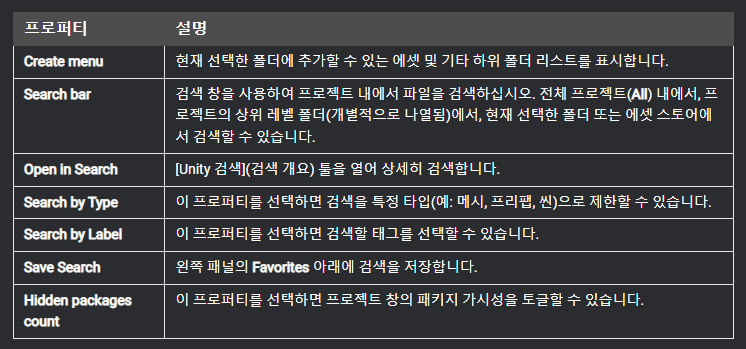 프로퍼티 설명
Create menu 현재 선택한 폴더에 추가할 수 있는 에셋 및 기타 하위 폴더 리스트를 표시합니다.
Search bar 검색 창을 사용하여 프로젝트 내에서 파일을 검색하십시오. 전체 프로젝트(All) 내에서, 프
로젝트의 상위 레벨 폴더(개별적으로 나열됨)에서, 현재 선택한 폴더 또는 에셋 스토어에
서 검색할 수 있습니다.
Open in Search [Unity 검색](검색 개요) 툴을 열어 상세히 검색합니다.
Search by Type 이 프로퍼티를 선택하면 검색을 특정 타입(예: 메시, 프리팹, 씬)으로 제한할 수 있습니다.
Search by Label 이 프로퍼티를 선택하면 검색할 태그를 선택할 수 있습니다.
Save Search 왼쪽 패널의 Favorites 아래에 검색을 저장합니다.
Hidden packages 이 프로퍼티를 선택하면 프로젝트 창의 패키지 가시성을 토글할 수 있습니다.
count